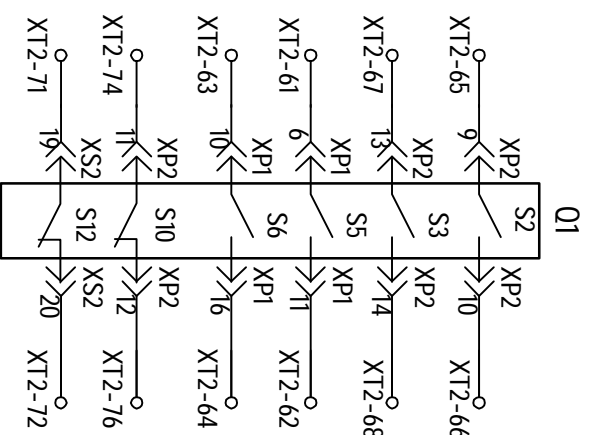 Q1
XT2-65 9 XP2 S2 XP2 10 XT2-66
XT2-67 13 XP2 S3 XP2 14 XT2-68
XT2-61 6 XP1 S5 XP1 11 XT2-62
XT2-63 10 XP1 S6 XP1 16 XT2-64
XT2-74 11 XP2 S10 XP2 12 XT2-76
XT2-71 19 XS2 S12 XS2 20 XT2-72